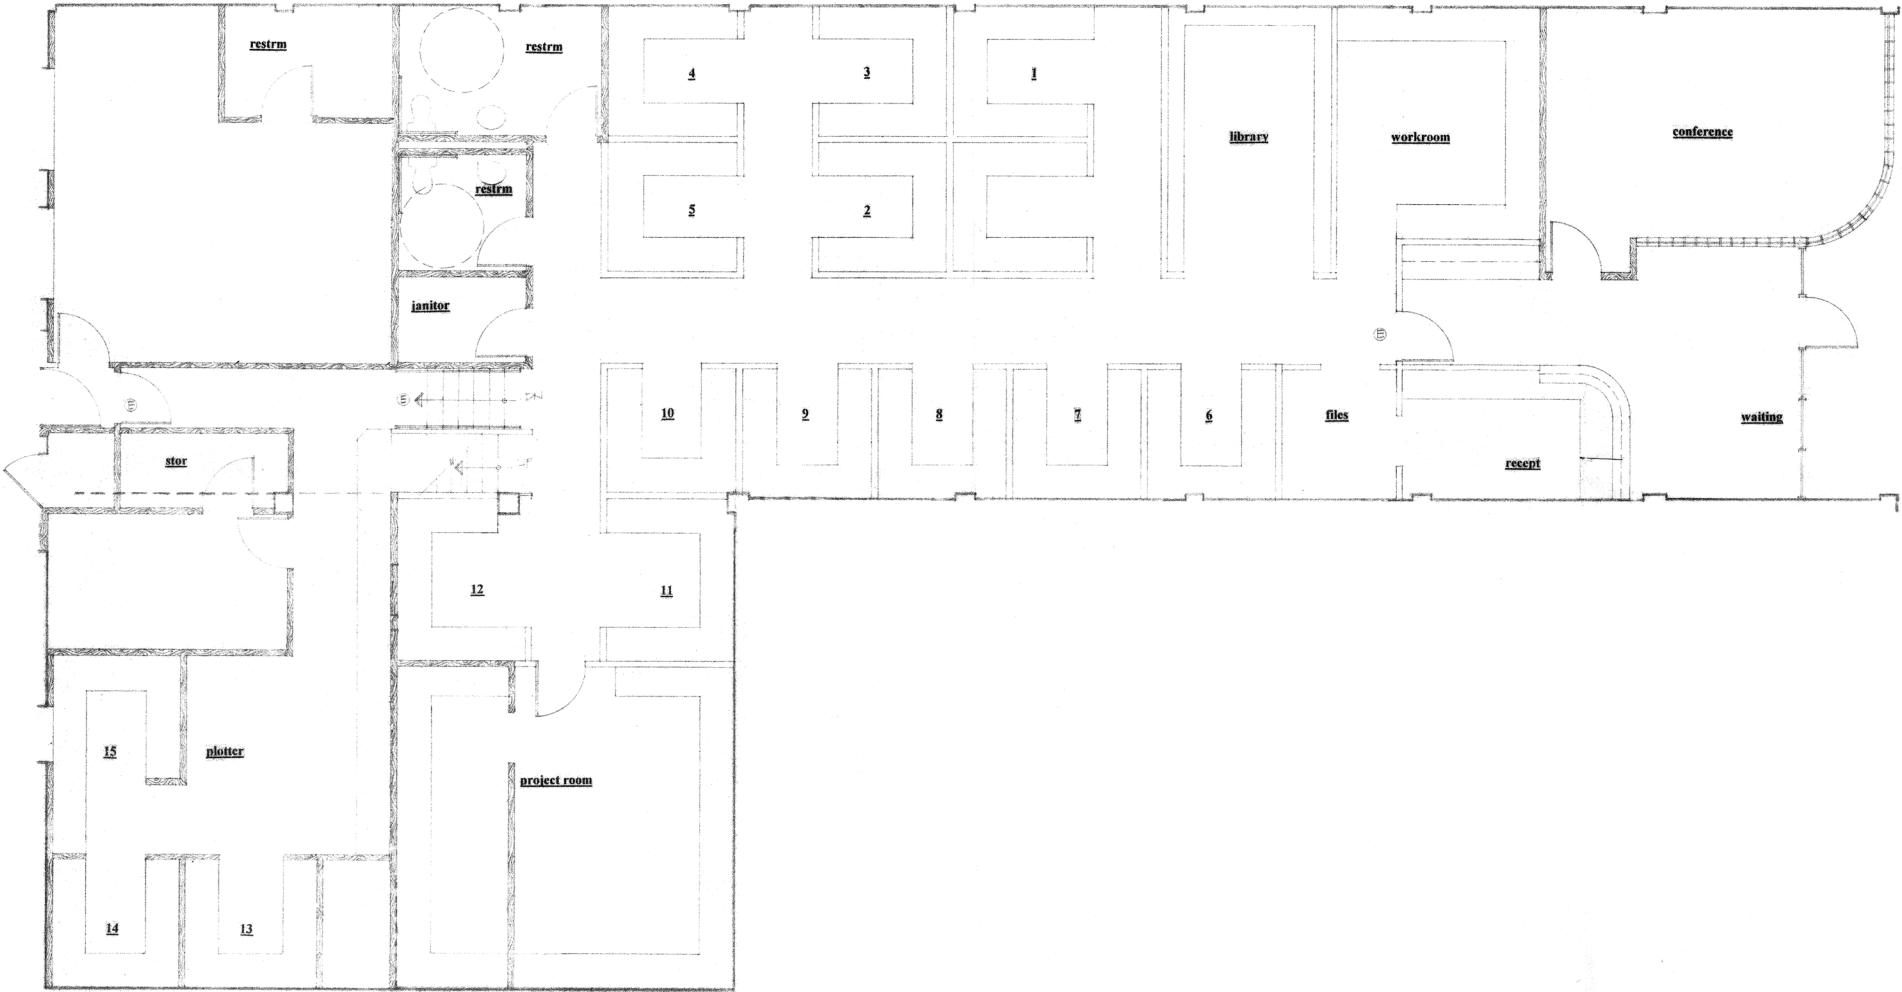 restrm
restrm
4
3
1
library
workroom
conference
restrm
5
2
janitor
10
9
8
7
6
files
waiting
stor
recept
12
11
15
plotter
project room
14
13